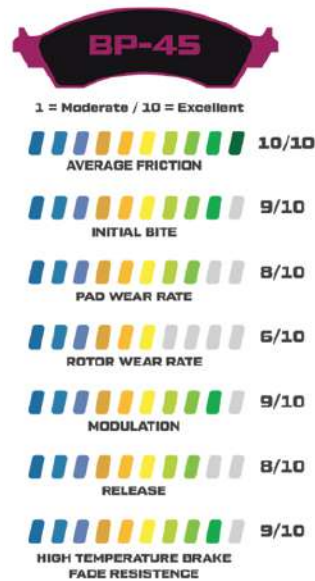 BP-45
1 = Moderate / 10 = Excellent
10/10
AVERAGE FRICTION
9/10
INITIAL BITE
8/10
PAD WEAR RATE
6/10
ROTOR WEAR RATE
9/10
MODULATION
8/10
RELEASE
9/10
HIGH TEMPERATURE BRAKE
FADE RESISTENCE